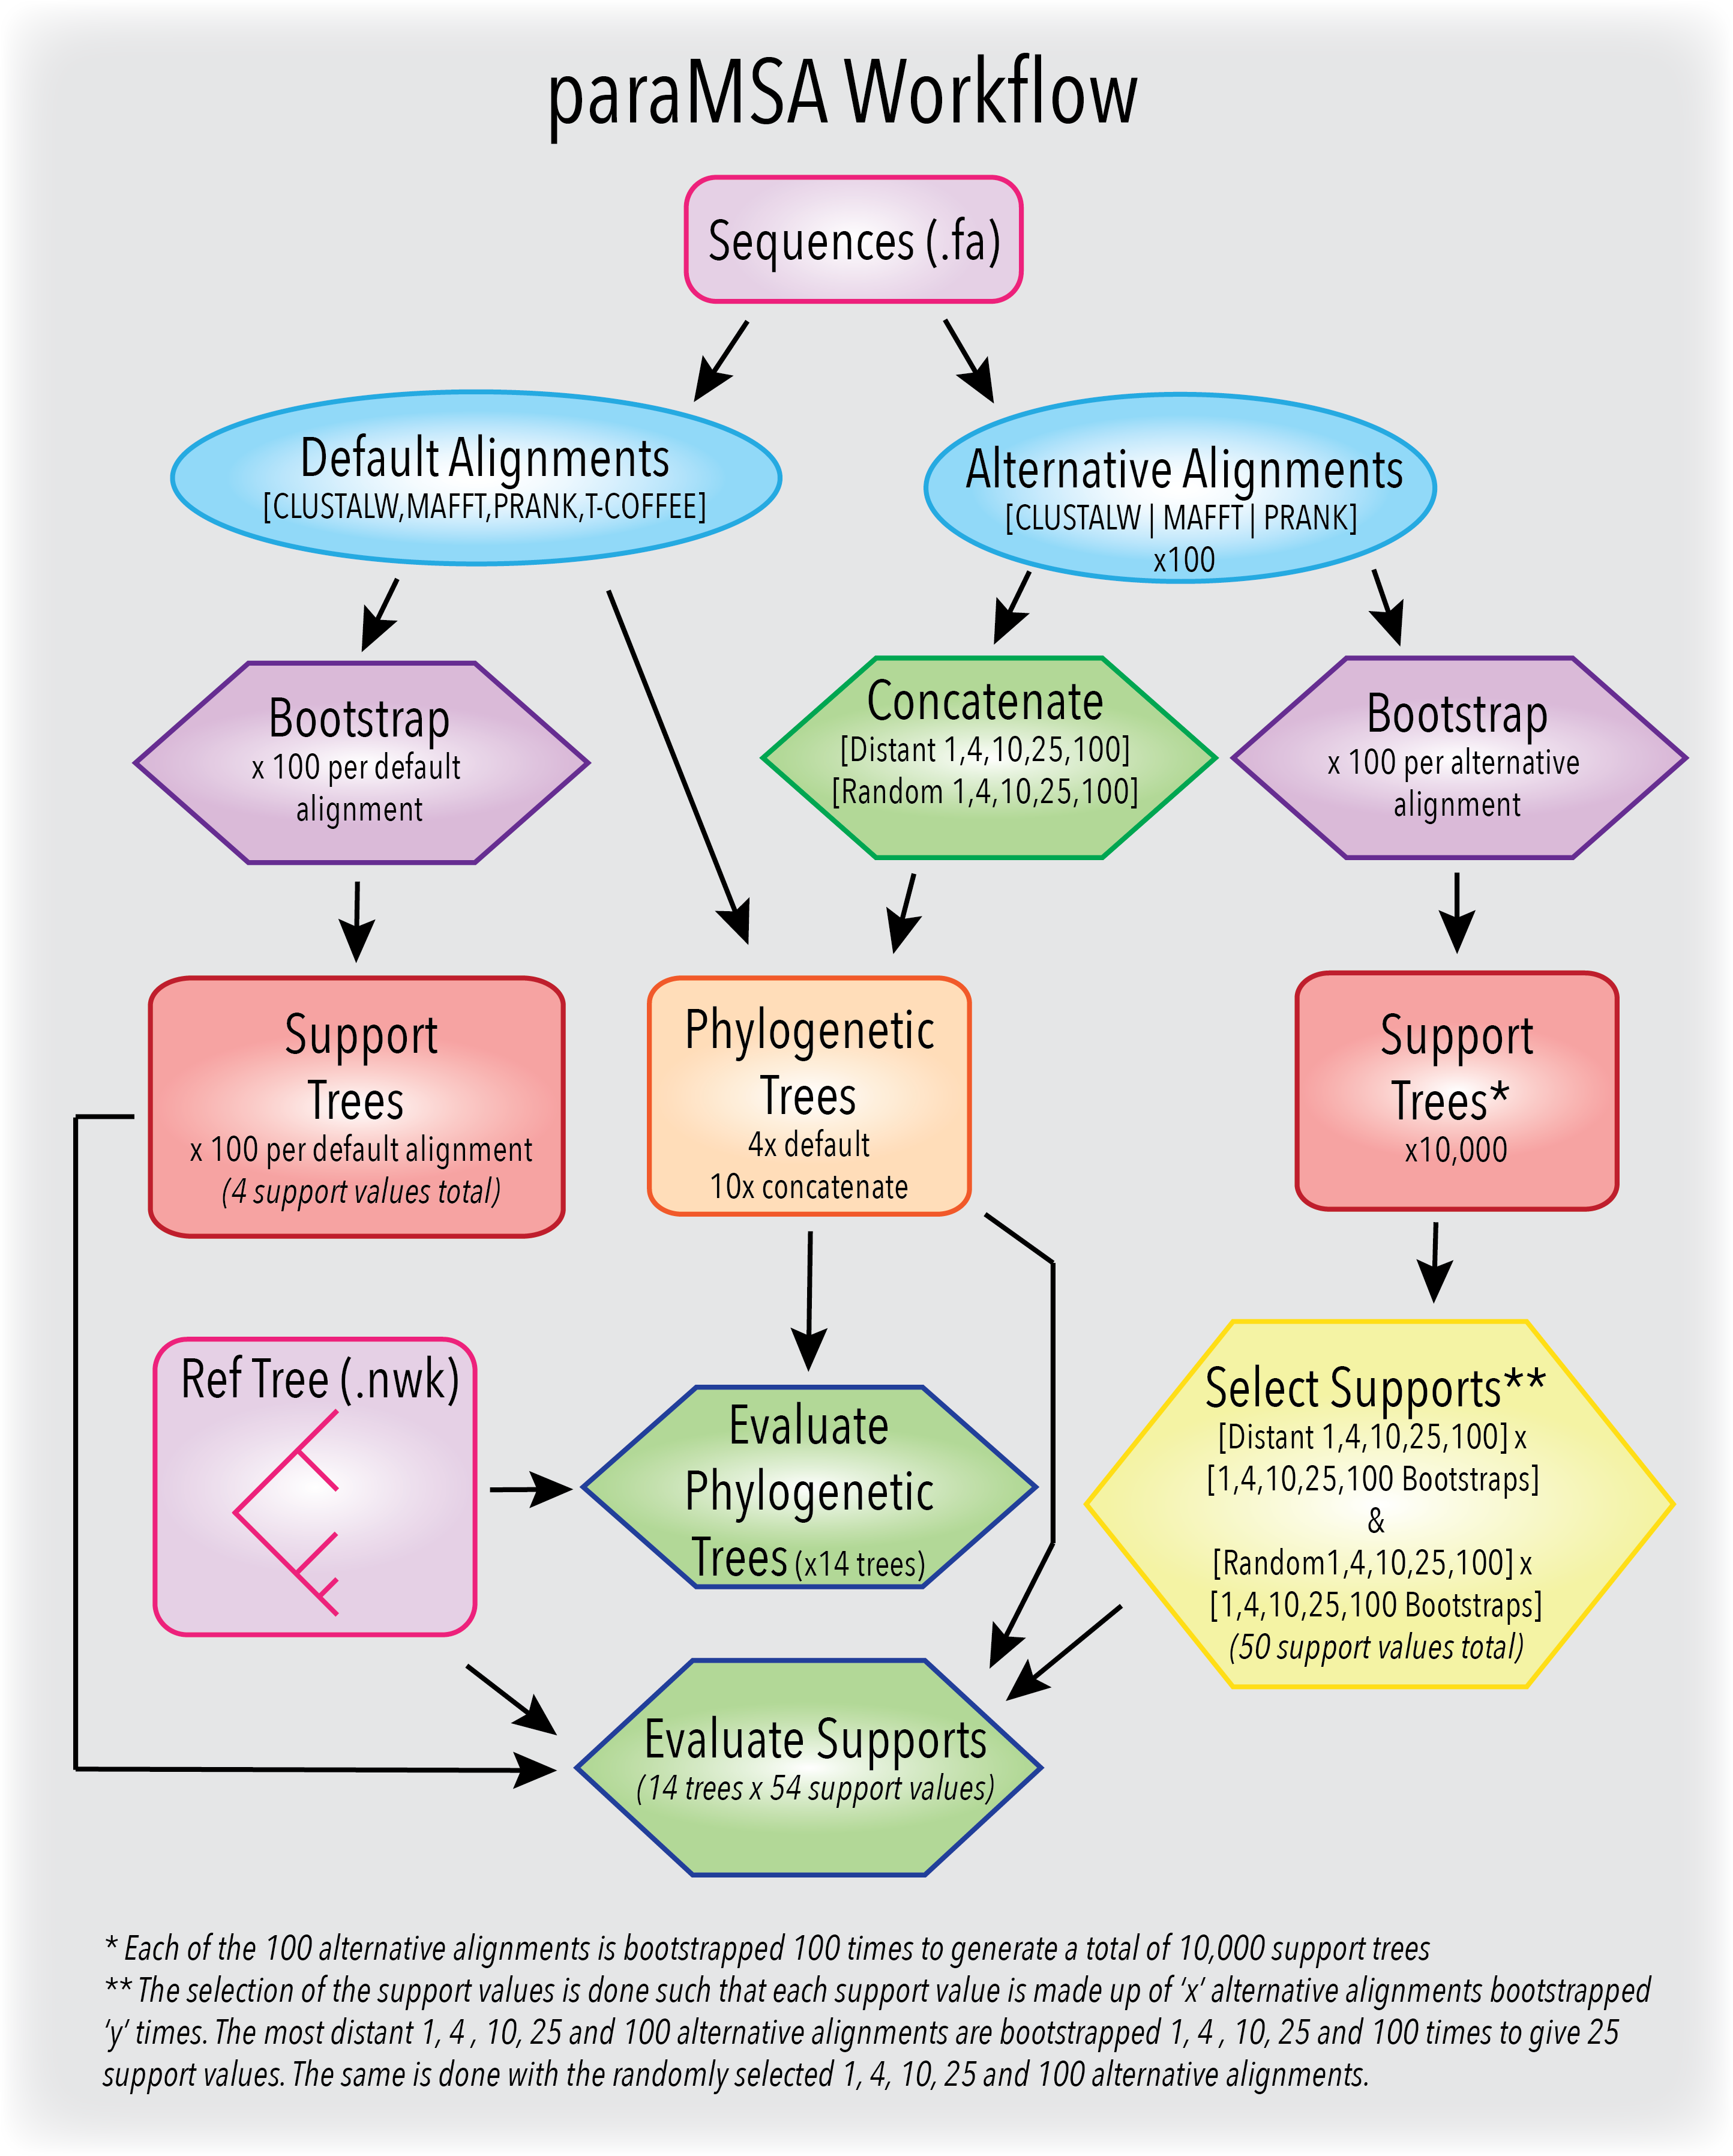 paraMSA Workflow
Sequences (.fa)
Default Alignments
[CLUSTALW,MAFFT,PRANK,T-COFFEE]
Alternative Alignments
[CLUSTALW | MAFFT | PRANK]
x100
Bootstrap
x 100 per default
alignment
Concatenate
[Distant 1,4,10,25,100]
[Random 1,4,10,25,100]
Bootstrap
x 100 per alternative
alignment
Support
Trees
x 100 per default alignment
(4 support values total)
Phylogenetic
Trees
4x default
10x concatenate
Support
Trees*
x10,000
Ref Tree (.nwk)
Evaluate
Phylogenetic
Trees (x14 trees)
Select Supports**
[Distant 1,4,10,25,100] x
[1,4,10,25,100 Bootstraps]
&
[Random1,4,10,25,100] x
[1,4,10,25,100 Bootstraps]
(50 support values total)
Evaluate Supports
(14 trees x 54 support values)
* Each of the 100 alternative alignments is bootstrapped 100 times to generate a total of 10,000 support trees
** The selection of the support values is done such that each support value is made up of ‘x’ alternative alignments bootstrapped
‘y’ times. The most distant 1, 4 , 10, 25 and 100 alternative alignments are bootstrapped 1, 4 , 10, 25 and 100 times to give 25
support values. The same is done with the randomly selected 1, 4, 10, 25 and 100 alternative alignments.